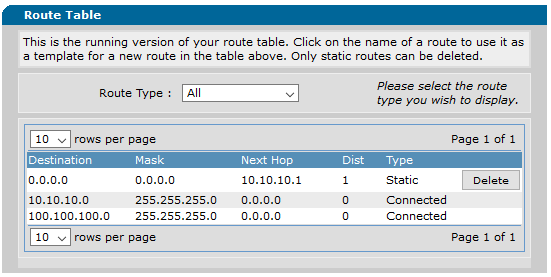 Route Table
This is the running version of your route table. Click on the name of a route to use it as
a template for a new route in the table above. Only static routes can be deleted.
Route Type : All Please select the route
type you wish to display.
10 rows per page Page 1 of 1
Destination Mask Next Hop Dist Type
0.0.0.0 0.0.0.0 10.10.10.1 1 Static Delete
10.10.10.0 255.255.255.0 0.0.0.0 0 Connected
100.100.100.0 255.255.255.0 0.0.0.0 0 Connected
10 rows per page Page 1 of 1